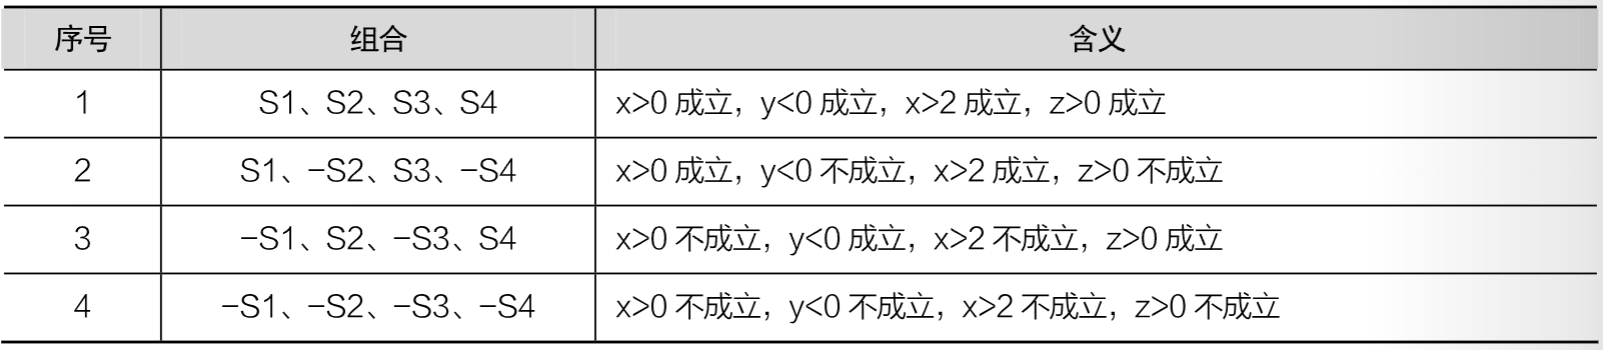 序号 组合 含义
1 S1、S2、S3、S4 x>0 成立，y<0 成立，x>2 成立，z>0 成立
2 S1、-S2、S3、-S4 x>0 成立，y<0 不成立，x>2 成立，z>0 不成立
3 -S1、S2、-S3、S4 x>0 不成立，y<0 成立，x>2 不成立，z>0 成立
4 -S1、-S2、-S3、-S4 x>0 不成立，y<0 不成立，x>2 不成立，z>0 不成立